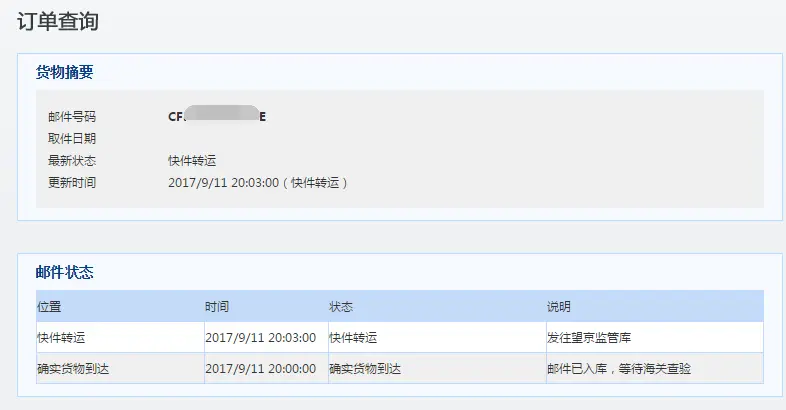 订单查询
货物摘要
邮件号码 CF E
取件日期
最新状态 快件转运
更新时间 2017/9/11 20:03:00（快件转运）
邮件状态
位置 时间 状态 说明
快件转运 2017/9/11 20:03:00 快件转运 发往望京监管库
确实货物到达 2017/9/11 20:00:00 确实货物到达 邮件已入库，等待海关查验